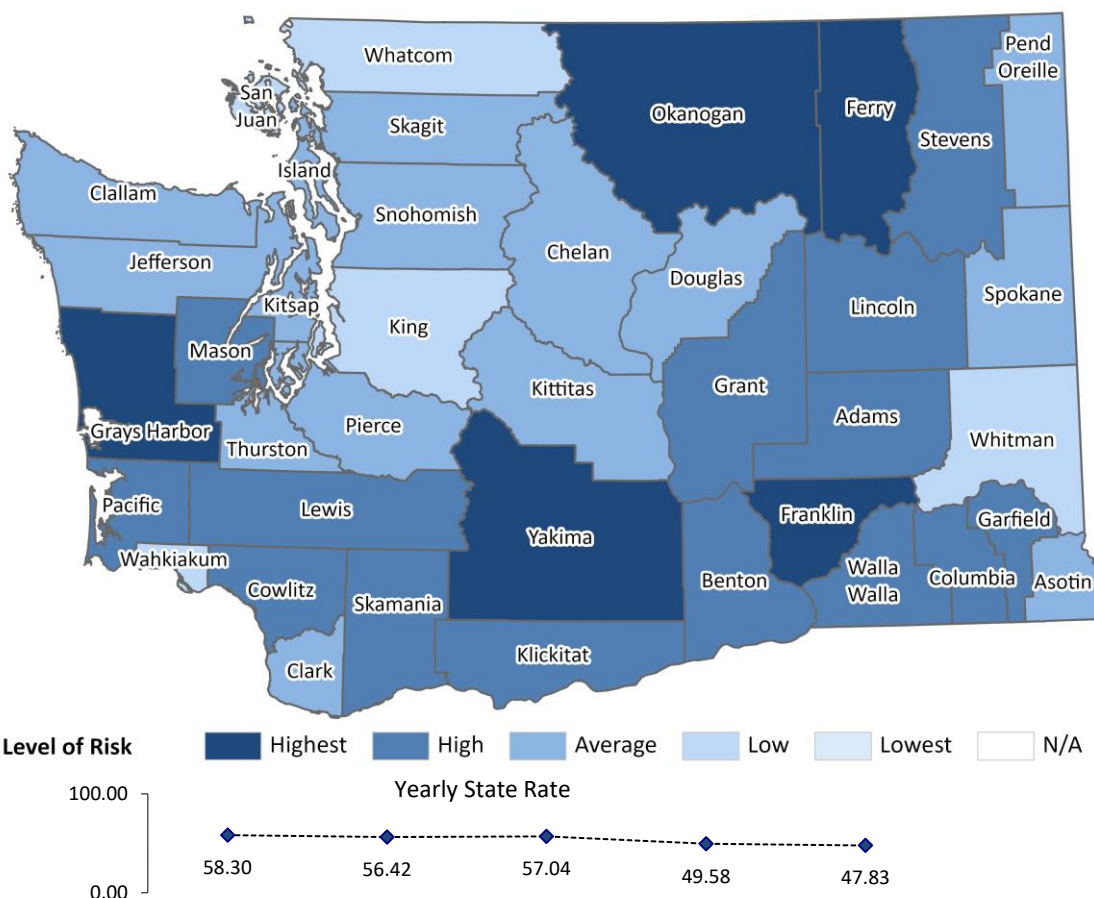 Whatcom
Pend
Oreille
San
Juan
Okanogan
Ferry
Skagit
Stevens
Island
Clallam
Snohomish
Chelan
Jefferson
Douglas
Spokane
Kitsap
Lincoln
King
Mason
Grant
Kittitas
Adams
Grays Harbor
Pierce
Whitman
Thurston
Pacific
Lewis
Franklin
Garfield
Yakima
Wahkiakum
Cowlitz
Walla
Walla
Columbia
Asotin
Benton
Skamania
Klickitat
Clark
Level of Risk Highest High Average Low Lowest N/A
Yearly State Rate
100.00
58.30 56.42 57.04 49.58 47.83
0.00